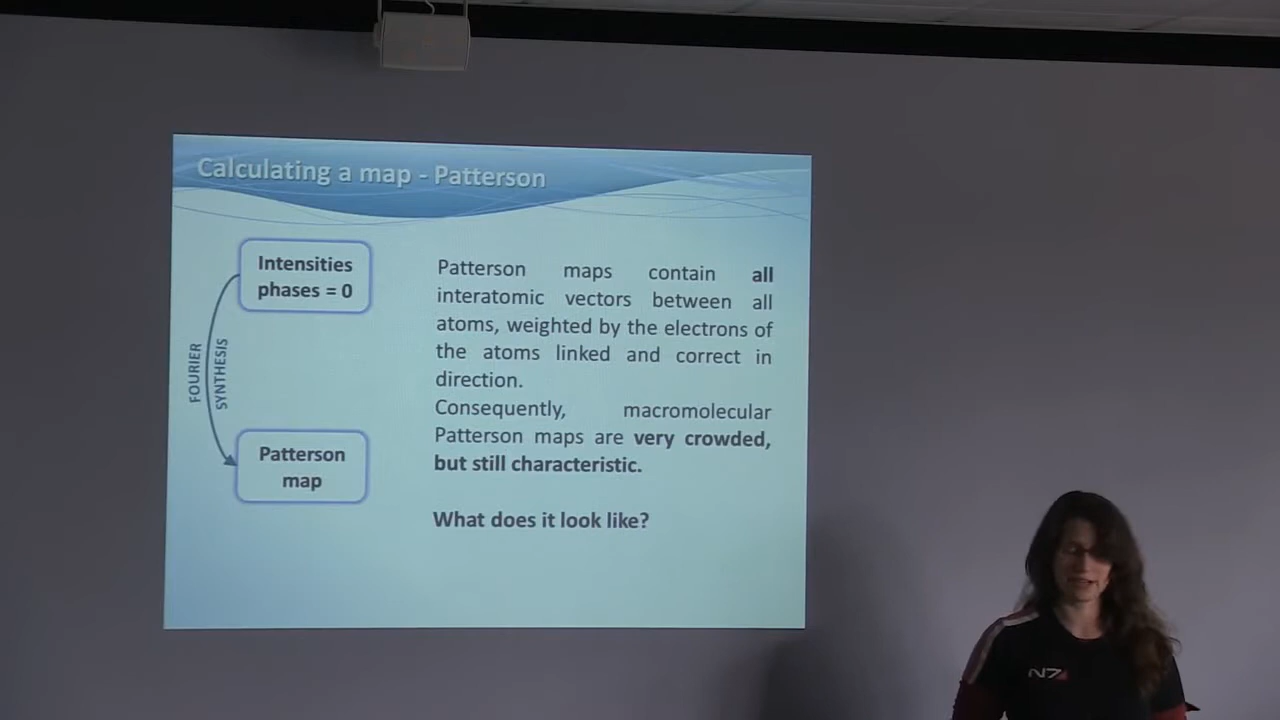 Calculating a map - Patterson
Intensities
phases = 0
FOURIER
SYNTHESIS
Patterson
map
Patterson maps contain all
interatomic vectors between all
atoms, weighted by the electrons of
the atoms linked and correct in
direction.
Consequently, macromolecular
Patterson maps are very crowded,
but still characteristic.
What does it look like?
N7